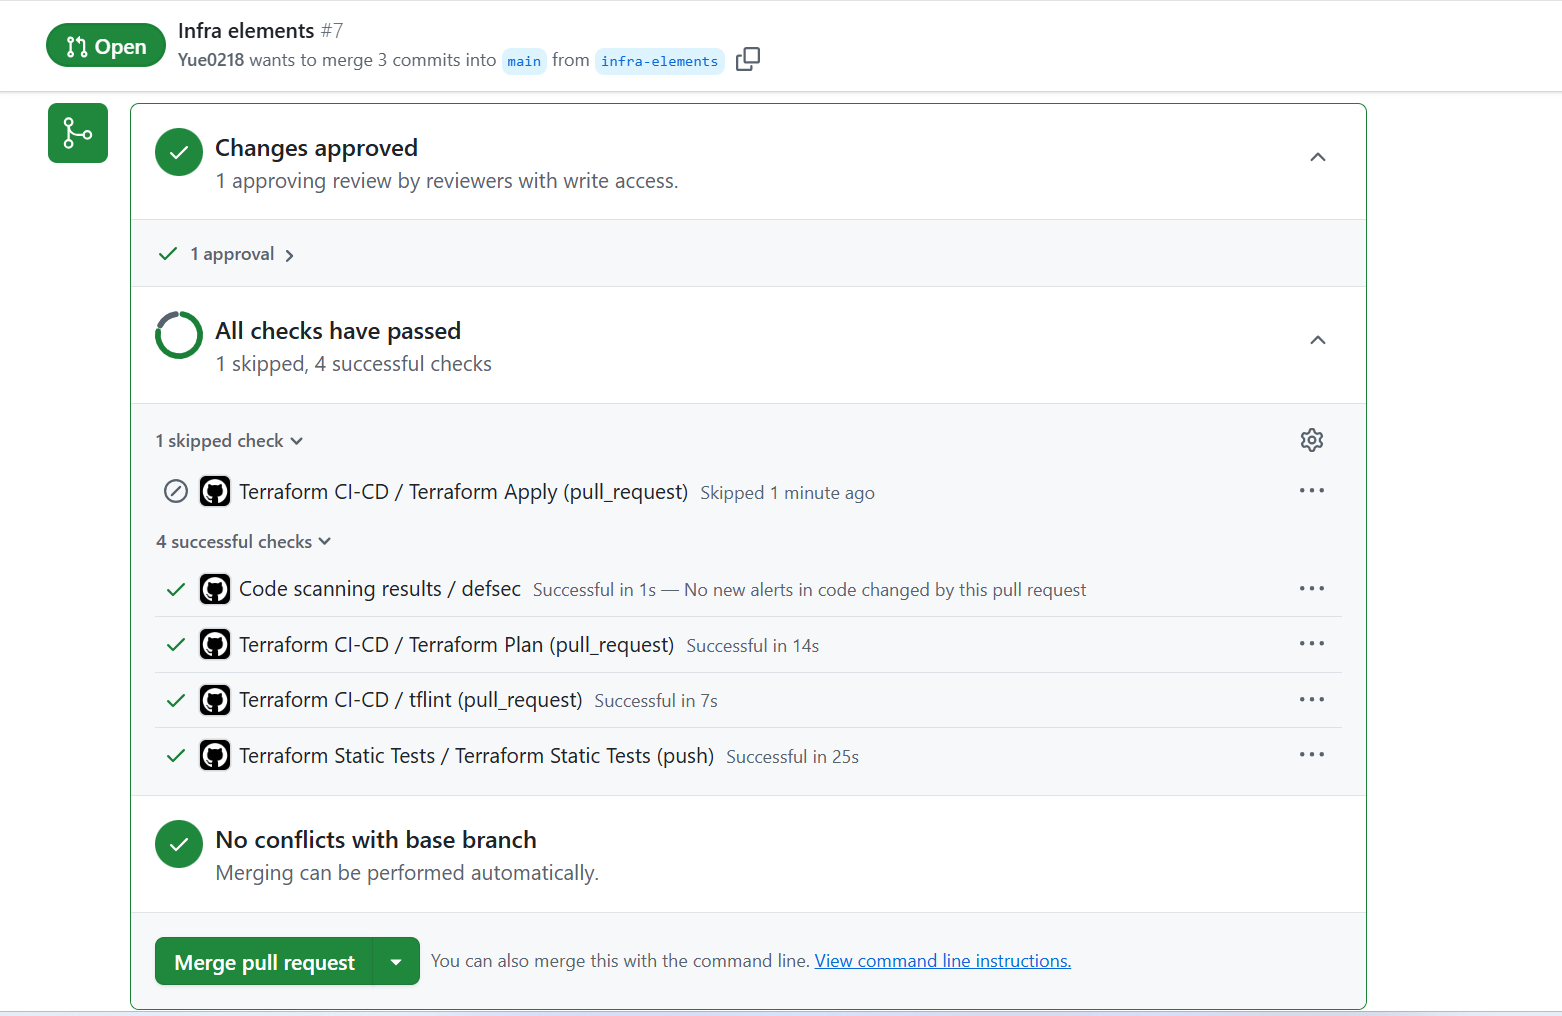 Open
Infra elements #7
Yue0218 wants to merge 3 commits into main from infra-elements
Changes approved
1 approving review by reviewers with write access.
1 approval
All checks have passed
1 skipped, 4 successful checks
1 skipped check
Terraform CI-CD / Terraform Apply (pull_request) Skipped 1 minute ago
4 successful checks
Code scanning results / defsec Successful in 1s — No new alerts in code changed by this pull request
Terraform CI-CD / Terraform Plan (pull_request) Successful in 14s
Terraform CI-CD / tflint (pull_request) Successful in 7s
Terraform Static Tests / Terraform Static Tests (push) Successful in 25s
No conflicts with base branch
Merging can be performed automatically.
Merge pull request You can also merge this with the command line. View command line instructions.